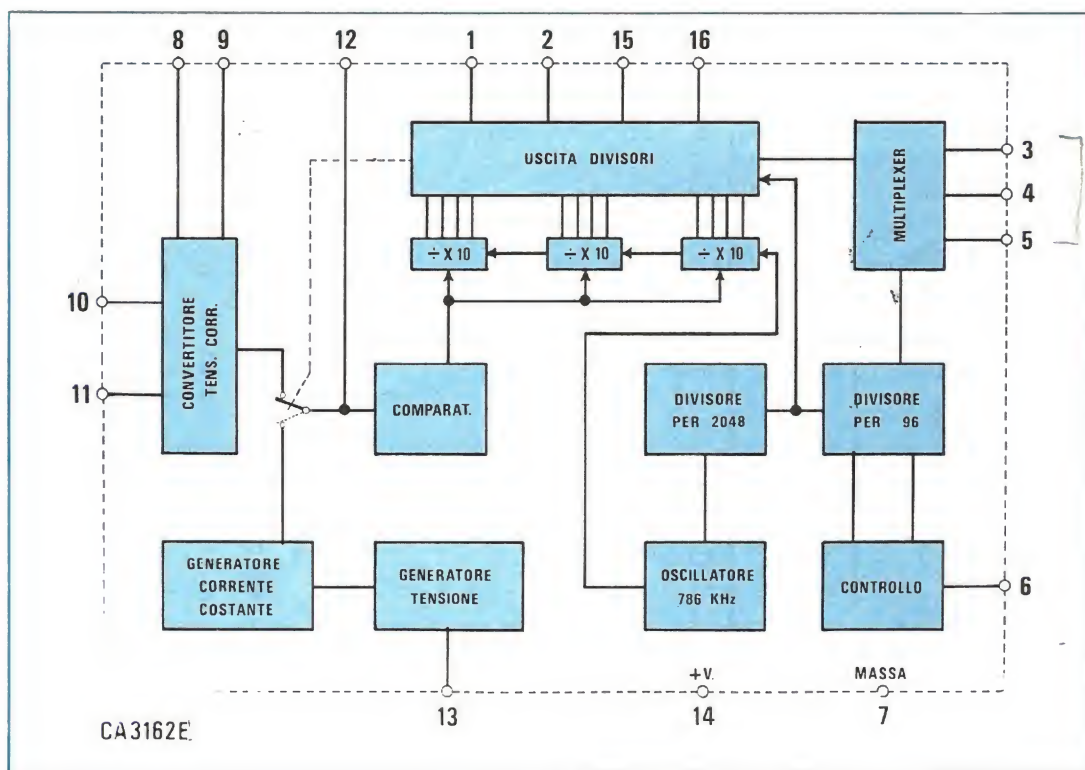 8 9 12 1 2 15 16
USCITA DIVISORI
MULTIPLEXER
3
4
5
÷ X 10 ÷ X 10 ÷ X 10
10
CONVERTITORE
TENS. CORR.
11
COMPARAT.
DIVISORE
PER 2048
DIVISORE
PER 96
GENERATORE
CORRENTE
COSTANTE
GENERATORE
TENSIONE
OSCILLATORE
786 KHz
CONTROLLO
6
+V.
MASSA
13 14 7
CA3162E